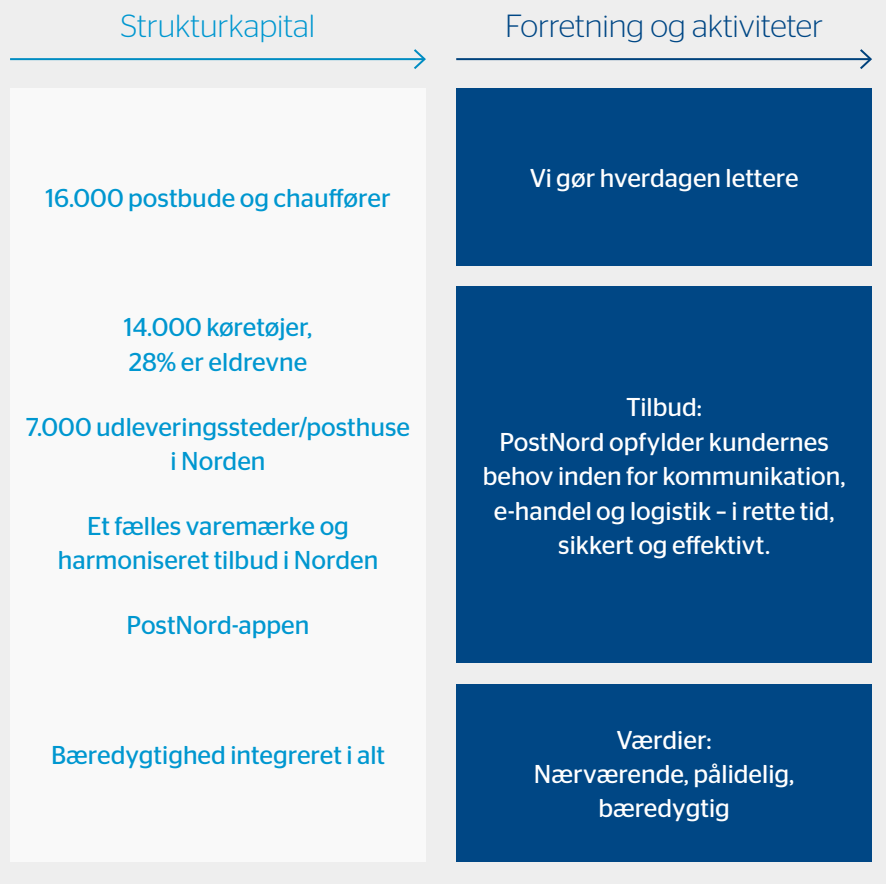 Strukturkapital
16.000 postbude og chauffører
14.000 køretøjer,
28% er eldrevne
7.000 udleveringssteder/posthuse
i Norden
Et fælles varemærke og
harmoniseret tilbud i Norden
PostNord-appen
Bæredygtighed integreret i alt
Forretning og aktiviteter
Vi gør hverdagen lettere
Tilbud:
PostNord opfylder kundernes
behov inden for kommunikation,
e-handel og logistik – i rette tid,
sikkert og effektivt.
Værdier:
Nærværende, pålidelig,
bæredygtig